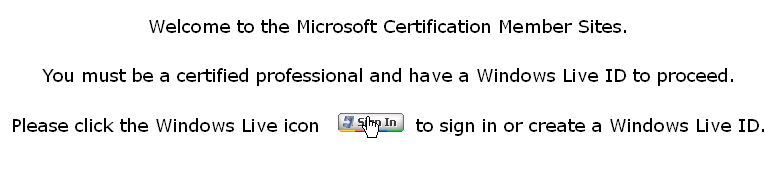 Welcome to the Microsoft Certification Member Sites.
You must be a certified professional and have a Windows Live ID to proceed.
Please click the Windows Live icon Sign In to sign in or create a Windows Live ID.